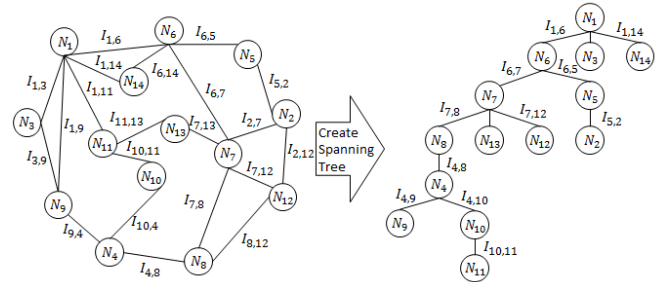 N1
I1,6
N6
I6,5
N5
I1,14
I6,14
N14
I1,3
I1,11
I5,2
I6,7
N3
I1,9
I11,13
N13
I7,13
I2,7
N2
N11
I10,11
N7
I2,12
I3,9
N10
I7,12
N9
N12
I9,4
I10,4
I7,8
N4
I4,8
N8
I8,12
Create
Spanning
Tree
N1
I1,6
I1,14
N6
N3
N14
I6,7
I6,5
N7
N5
I7,8
I7,12
I5,2
N8
N13
N12
N2
I4,8
N4
I4,9
I4,10
N9
N10
I10,11
N11